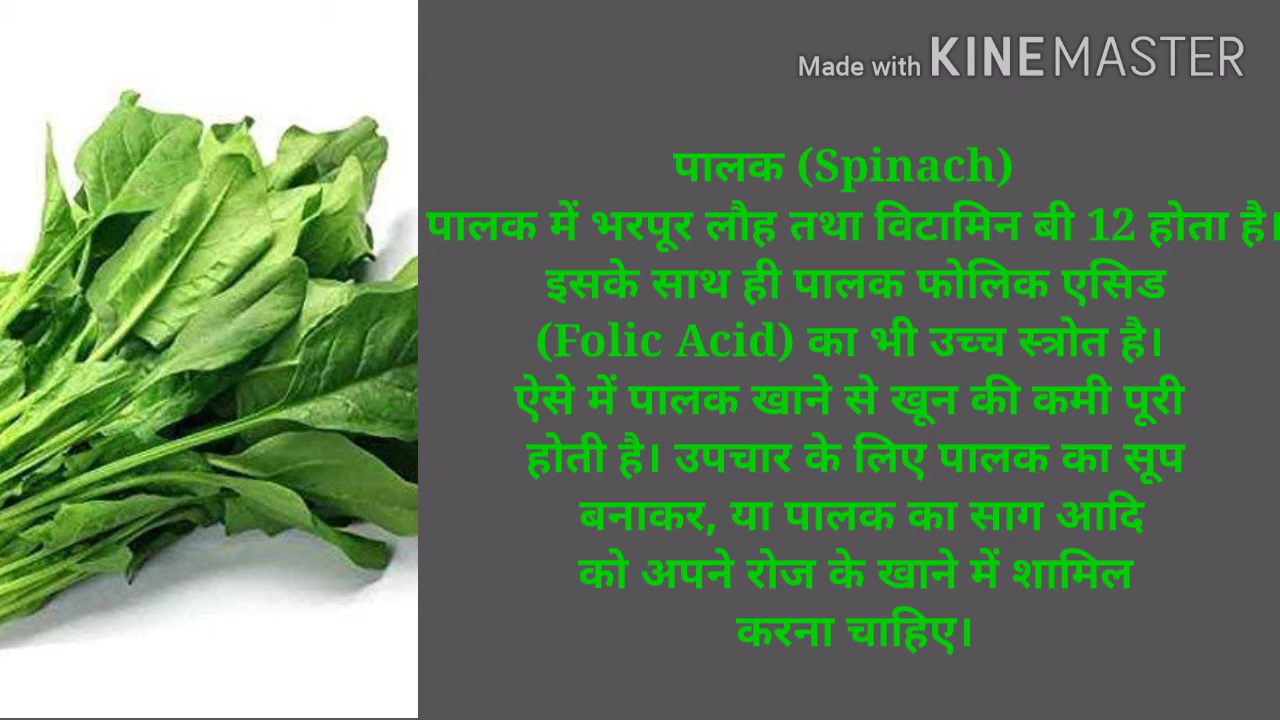 Made with KINEMASTER
पालक (Spinach)
पालक में भरपूर लौह तथा विटामिन बी 12 होता है।
इसके साथ ही पालक फोलिक एसिड
(Folic Acid) का भी उच्च स्त्रोत है।
ऐसे में पालक खाने से खून की कमी पूरी
होती है। उपचार के लिए पालक का सूप
बनाकर, या पालक का साग आदि
को अपने रोज के खाने में शामिल
करना चाहिए।